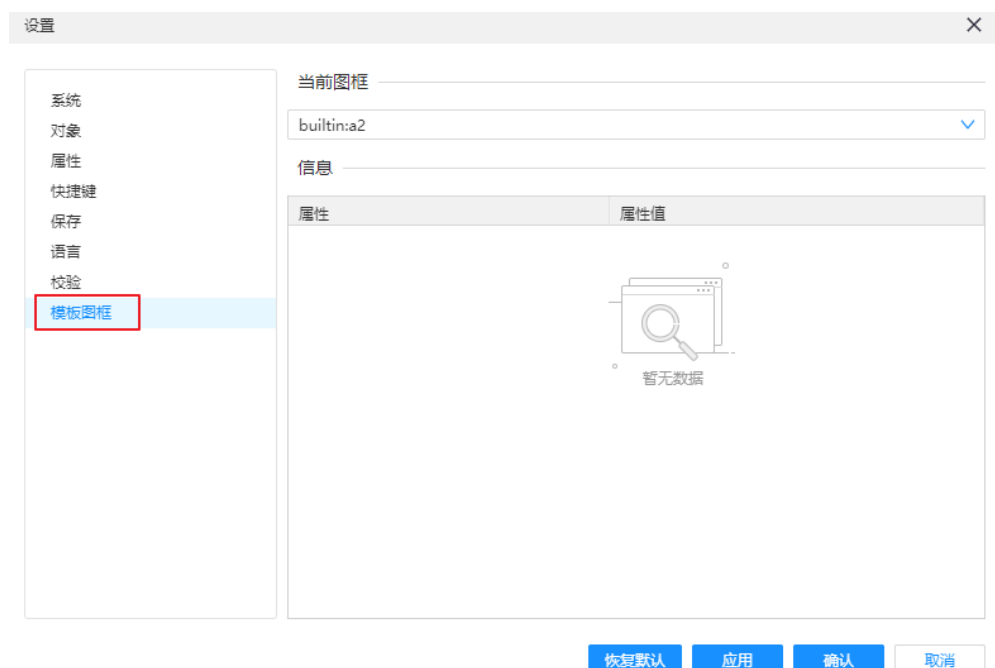 设置
系统
对象
属性
快捷键
保存
语言
校验
模板图框
当前图框
builtin:a2
信息
属性 属性值
暂无数据
恢复默认 应用 确认 取消